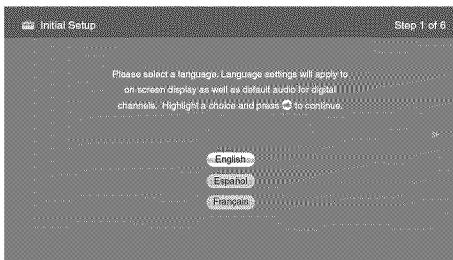 Initial Setup
Step 1 of 6
Please select a language. Language settings will apply to
on-screen display as well as default audio for digital
channels. Highlight a choice and press to continue.
English
Español
Français